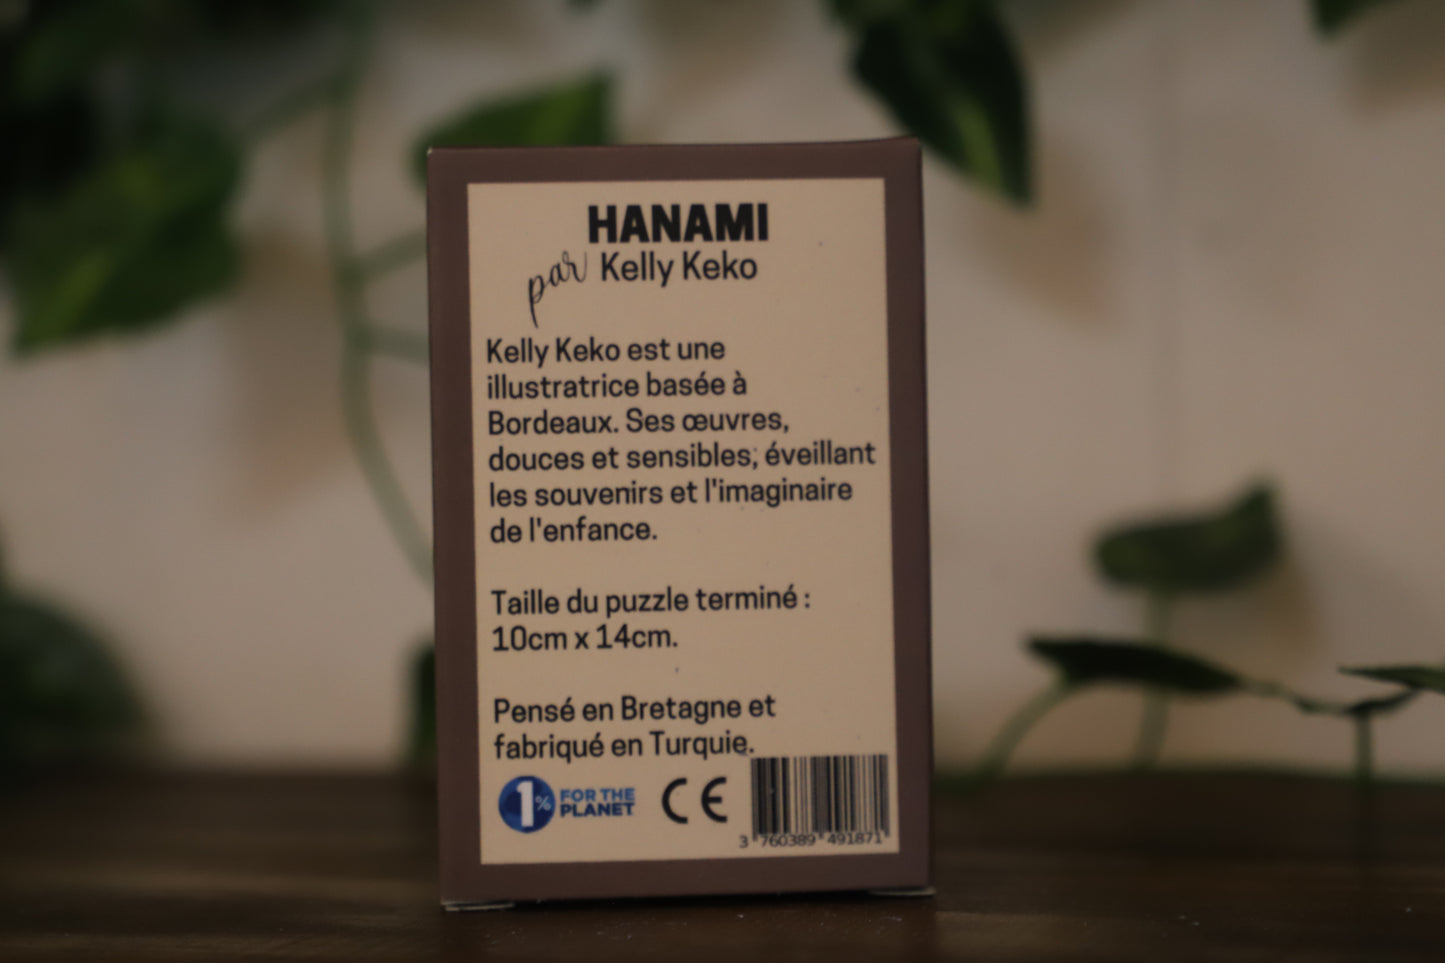 HANAMI
par Kelly Keko
Kelly Keko est une
illustratrice basée à
Bordeaux. Ses œuvres,
douces et sensibles, éveillant
les souvenirs et l'imaginaire
de l'enfance.
Taille du puzzle terminé :
10cm x 14cm.
Pensé en Bretagne et
fabriqué en Turquie.
1% FOR THE
PLANET
CE
3 760389 491871